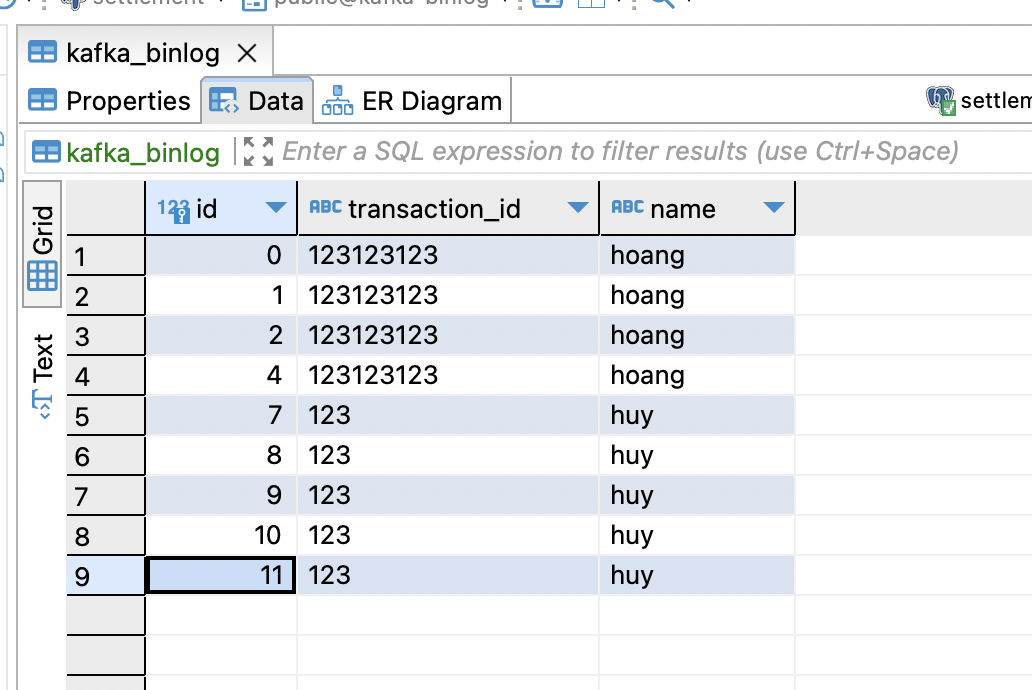 settlement public@kafka-binlog
kafka_binlog
Properties Data ER Diagram settlem
kafka_binlog Enter a SQL expression to filter results (use Ctrl+Space)
Grid
Text
123 id ABC transaction_id ABC name
1 0 123123123 hoang
2 1 123123123 hoang
3 2 123123123 hoang
4 4 123123123 hoang
5 7 123 huy
6 8 123 huy
7 9 123 huy
8 10 123 huy
9 11 123 huy